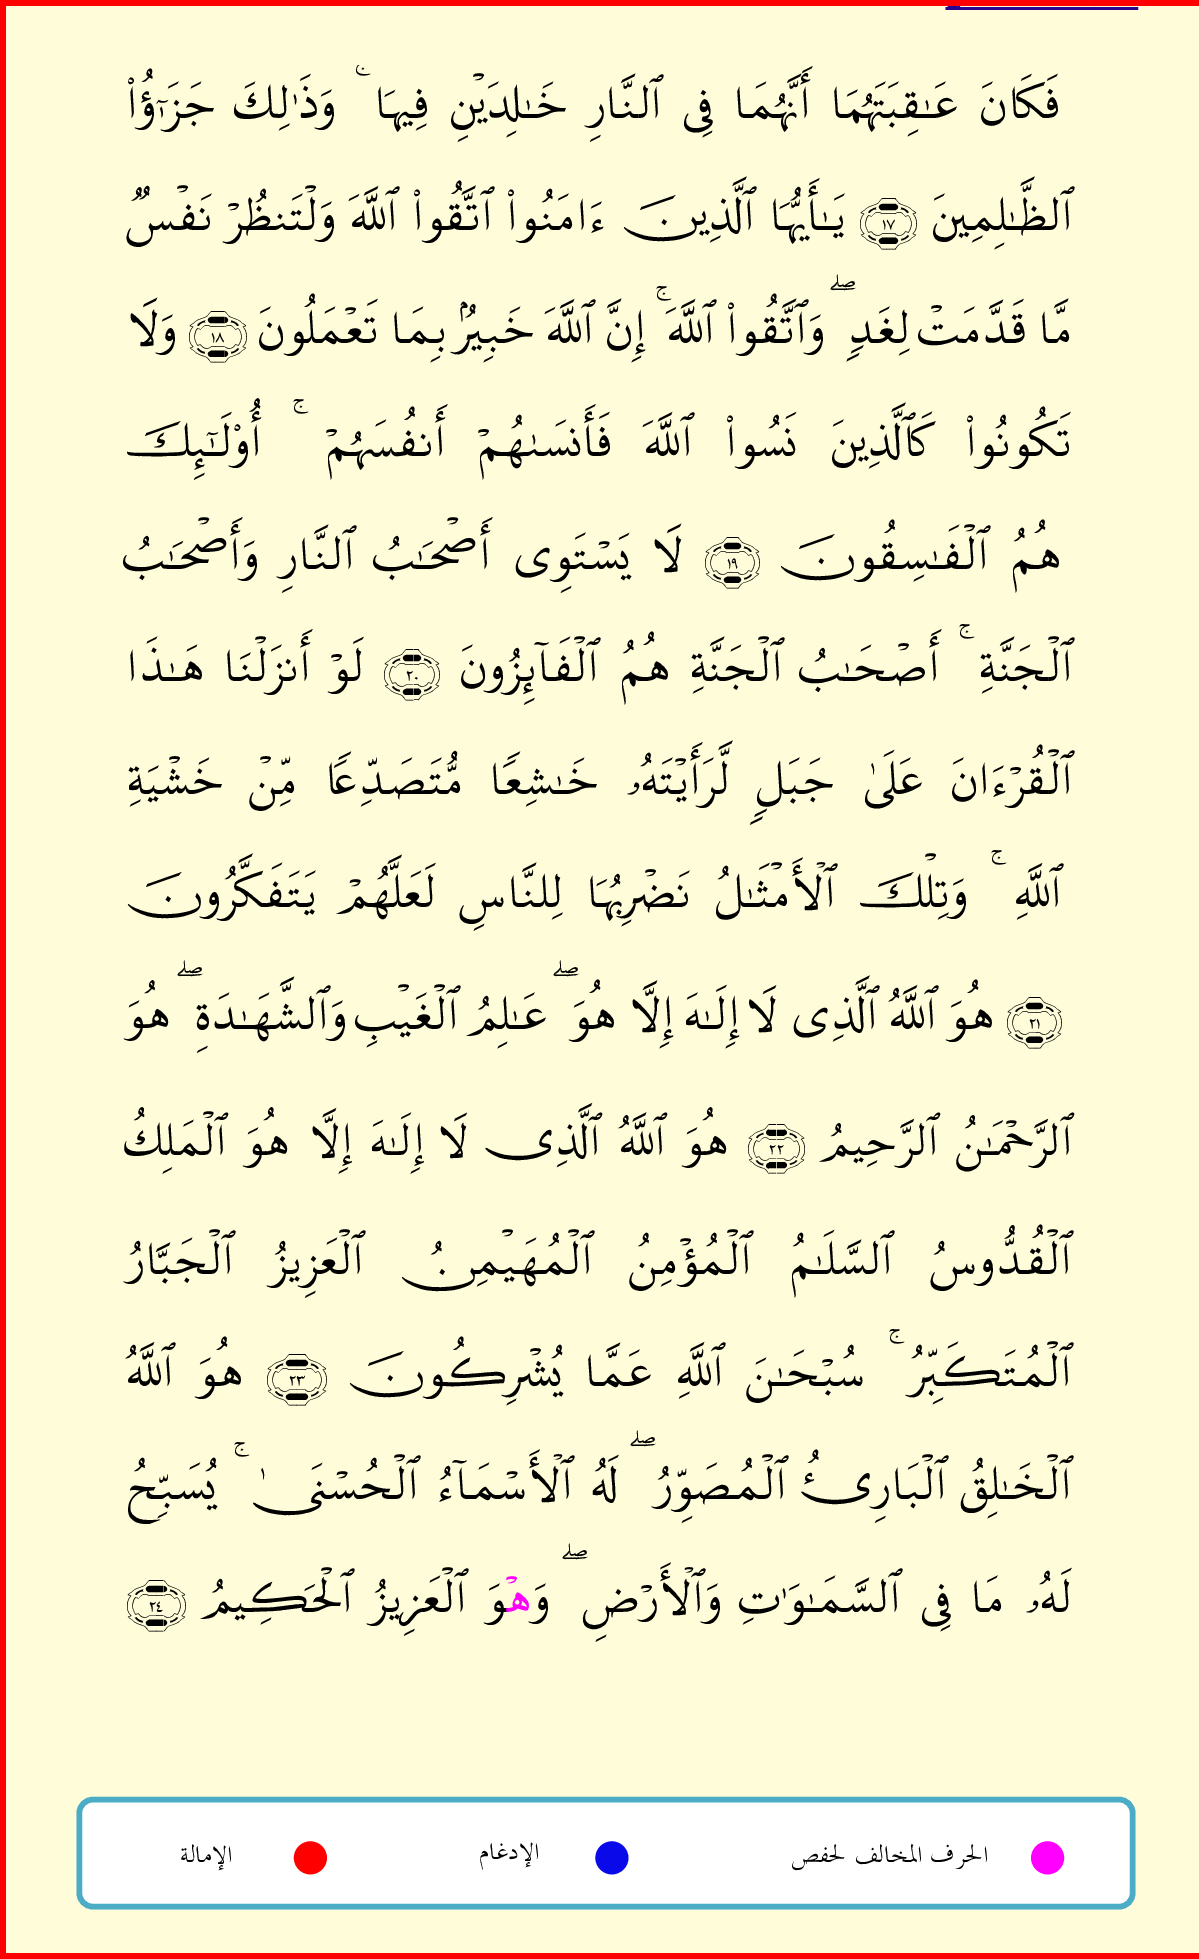 فَكَانَ عَـٰقِبَتَهُمَا أَنَّهُمَا فِى ٱلنَّارِ خَـٰلِدَيْنِ فِيهَا ۚ وَذَٰلِكَ جَزَٰٓؤُا۟
ٱلظَّـٰلِمِينَ ١٧ يَـٰٓأَيُّهَا ٱلَّذِينَ ءَامَنُوا۟ ٱتَّقُوا۟ ٱللَّهَ وَلْتَنظُرْ نَفْسٌۭ
مَّا قَدَّمَتْ لِغَدٍۢ ۖ وَٱتَّقُوا۟ ٱللَّهَ ۚ إِنَّ ٱللَّهَ خَبِيرٌۢ بِمَا تَعْمَلُونَ ١٨ وَلَا
تَكُونُوا۟ كَٱلَّذِينَ نَسُوا۟ ٱللَّهَ فَأَنسَىٰهُمْ أَنفُسَهُمْ ۚ أُو۟لَـٰٓئِكَ
هُمُ ٱلْفَـٰسِقُونَ ١٩ لَا يَسْتَوِى أَصْحَـٰبُ ٱلنَّارِ وَأَصْحَـٰبُ
ٱلْجَنَّةِ ۚ أَصْحَـٰبُ ٱلْجَنَّةِ هُمُ ٱلْفَآئِزُونَ ٢٠ لَوْ أَنزَلْنَا هَـٰذَا
ٱلْقُرْءَانَ عَلَىٰ جَبَلٍۢ لَّرَأَيْتَهُۥ خَـٰشِعًۭا مُّتَصَدِّعًۭا مِّنْ خَشْيَةِ
ٱللَّهِ ۚ وَتِلْكَ ٱلْأَمْثَـٰلُ نَضْرِبُهَا لِلنَّاسِ لَعَلَّهُمْ يَتَفَكَّرُونَ
٢١ هُوَ ٱللَّهُ ٱلَّذِى لَا إِلَـٰهَ إِلَّا هُوَ ۖ عَـٰلِمُ ٱلْغَيْبِ وَٱلشَّهَـٰدَةِ ۖ هُوَ
ٱلرَّحْمَـٰنُ ٱلرَّحِيمُ ٢٢ هُوَ ٱللَّهُ ٱلَّذِى لَا إِلَـٰهَ إِلَّا هُوَ ٱلْمَلِكُ
ٱلْقُدُّوسُ ٱلسَّلَـٰمُ ٱلْمُؤْمِنُ ٱلْمُهَيْمِنُ ٱلْعَزِيزُ ٱلْجَبَّارُ
ٱلْمُتَكَبِّرُ ۚ سُبْحَـٰنَ ٱللَّهِ عَمَّا يُشْرِكُونَ ٢٣ هُوَ ٱللَّهُ
ٱلْخَـٰلِقُ ٱلْبَارِئُ ٱلْمُصَوِّرُ ۖ لَهُ ٱلْأَسْمَآءُ ٱلْحُسْنَىٰ ۚ يُسَبِّحُ
لَهُۥ مَا فِى ٱلسَّمَـٰوَٰتِ وَٱلْأَرْضِ ۖ وَهْوَ ٱلْعَزِيزُ ٱلْحَكِيمُ ٢٤
الحرف المخالف لحفص الإدغام الإمالة